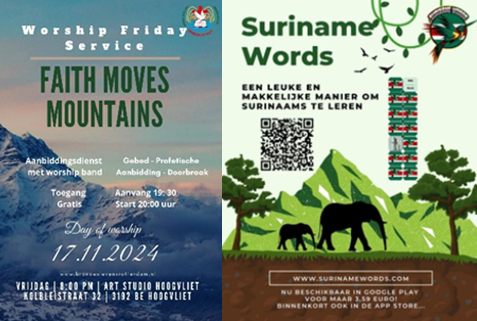 Worship Friday
Service
FAITH MOVES
MOUNTAINS
Aanbiddingsdienst
met worship band
Gebed - Profetische
Aanbidding - Doorbraak
Toegang
Gratis
Aanvang 19:30
Start 20:00 uur
Day of worship
17.11.2024
VRIJDAG | 8:00 PM | ART STUDIO HOOGVLIET
KOLBLEISTRAAT 32 | 3192 DE HOOGVLIET
Suriname
Words
EEN LEUKE EN
MAKKELIJKE MANIER OM
SURINAAMS TE LEREN
WWW.SURINAMEWORDS.COM
NU BESCHIKBAAR IN GOOGLE PLAY
VOOR MAAR 3,59 EURO!
BINNENKORT OOK IN DE APP STORE...